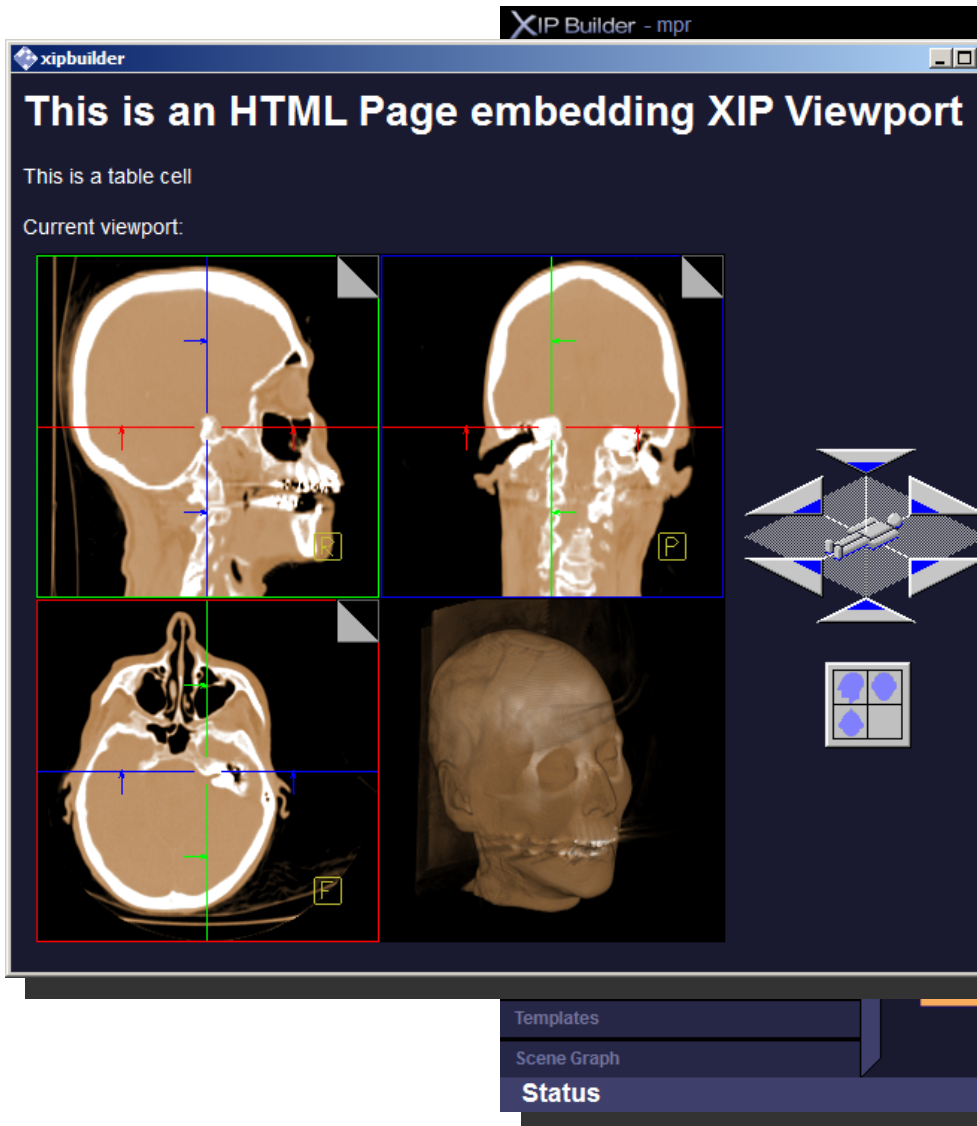 XIP Builder - mpr
xipbuilder
This is an HTML Page embedding XIP Viewport
This is a table cell
Current viewport:
R
P
F
Templates
Scene Graph
Status